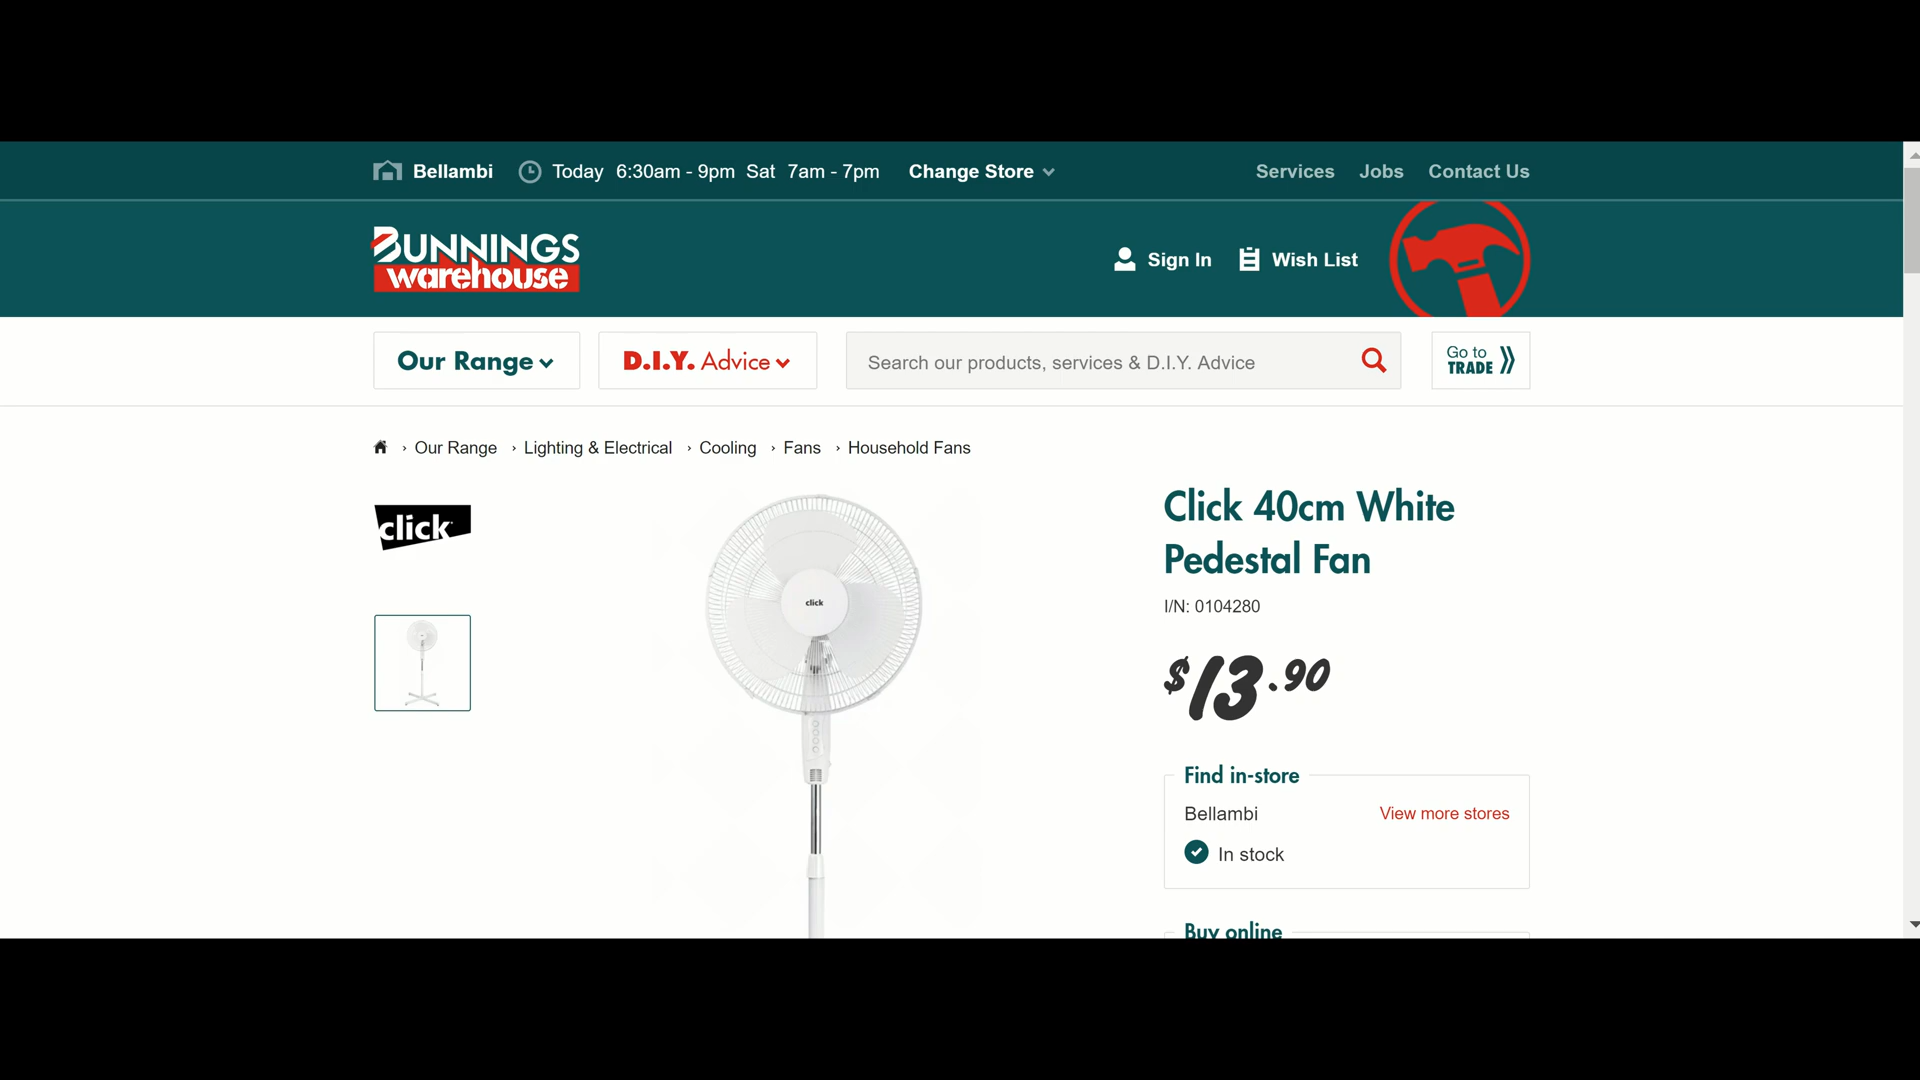 Bellambi Today 6:30am - 9pm Sat 7am - 7pm Change Store Services Jobs Contact Us
BUNNINGS
warehouse
Sign In Wish List
Our Range D.I.Y. Advice Search our products, services & D.I.Y. Advice Go to
TRADE
› Our Range › Lighting & Electrical › Cooling › Fans › Household Fans
click
click
Click 40cm White
Pedestal Fan
I/N: 0104280
$13.90
Find in-store
Bellambi View more stores
In stock
Buy online